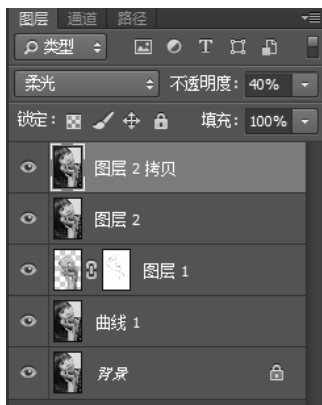 图层 通道 路径
类型 T
柔光 不透明度: 40%
锁定: 填充: 100%
图层 2 拷贝
图层 2
图层 1
曲线 1
背景